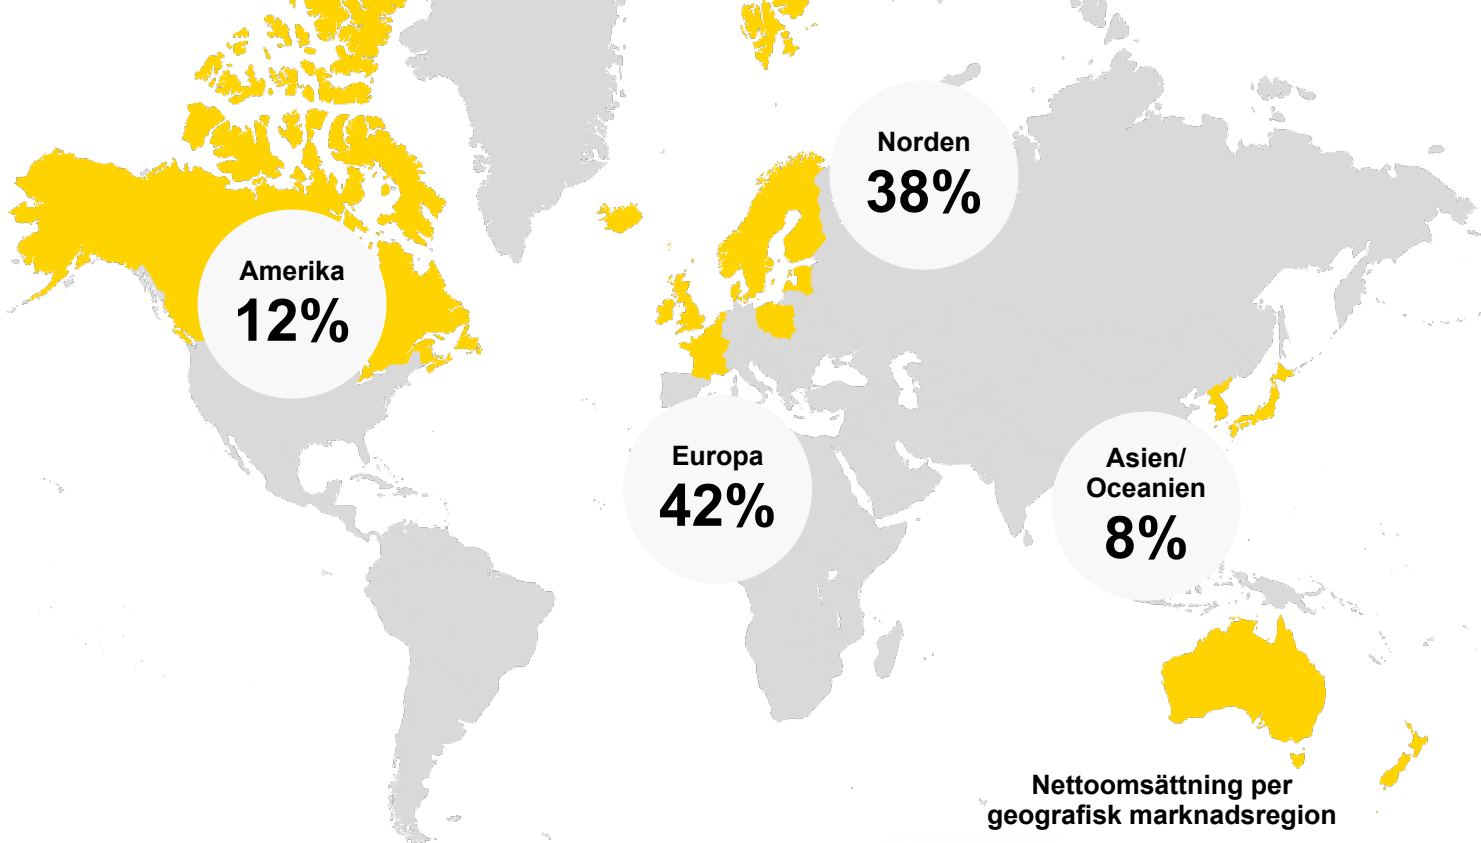 Norden
38%
Amerika
12%
Europa
42%
Asien/
Oceanien
8%
Nettoomsättning per
geografisk marknadsregion